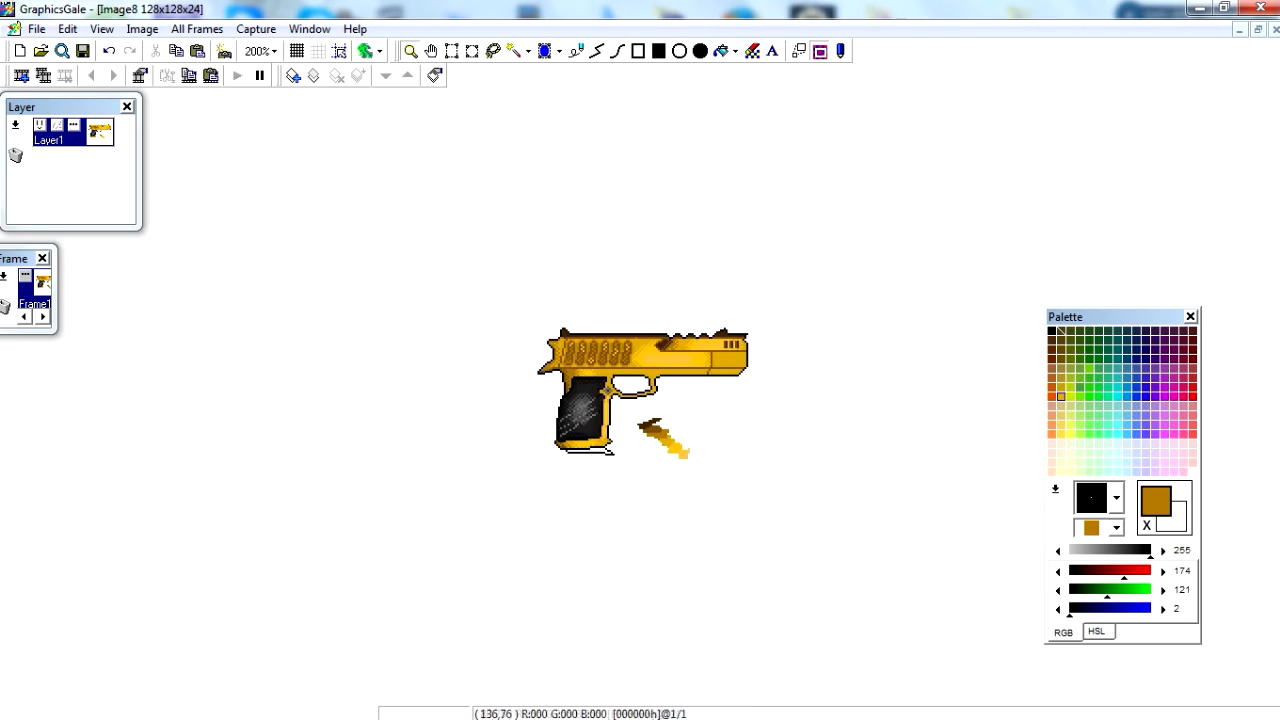 GraphicsGale - [Image8 128x128x24]
File Edit View Image All Frames Capture Window Help
200%
Layer
Layer1
Frame
Frame1
Palette
X
255
174
121
2
RGB HSL
( 136,76 ) R:000 G:000 B:000 [000000h]@1/1